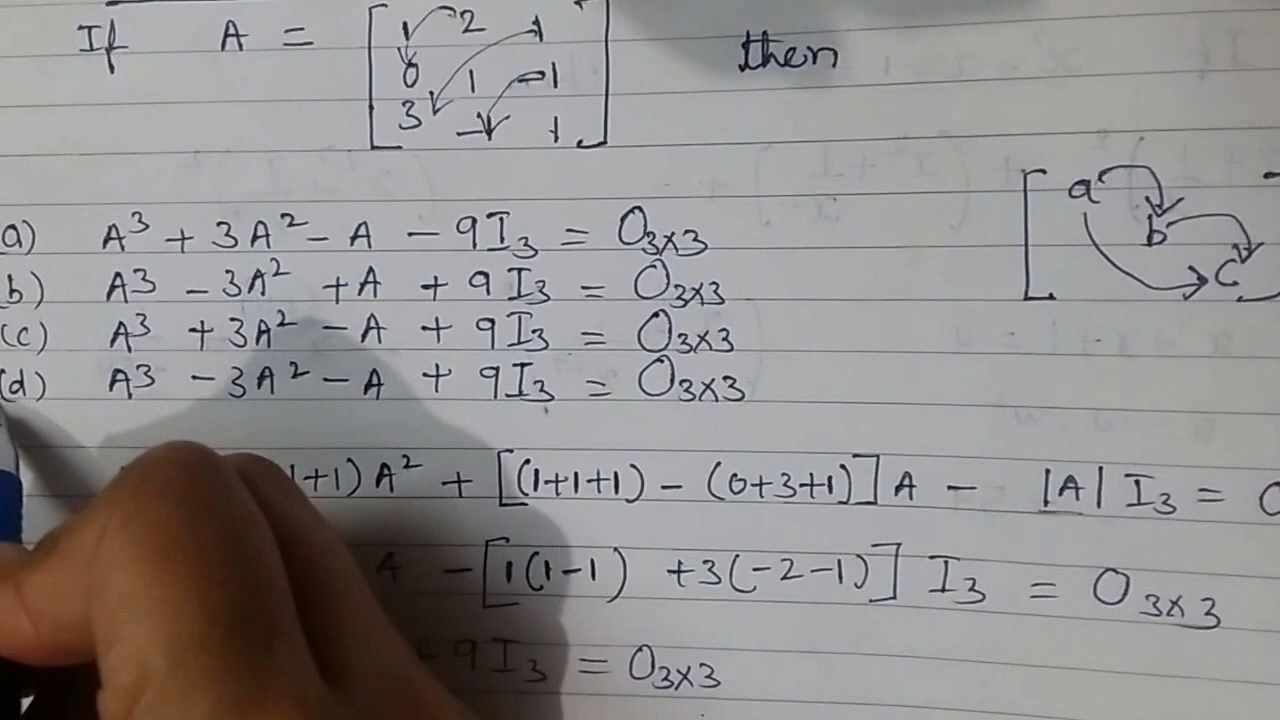 If A = [1 2 1
0 1 -1
3 -1 1] then
a) A³ + 3A² - A - 9I₃ = O₃ₓ₃
b) A³ - 3A² + A + 9I₃ = O₃ₓ₃
(c) A³ + 3A² - A + 9I₃ = O₃ₓ₃
(d) A³ - 3A² - A + 9I₃ = O₃ₓ₃
[a b c]
1+1)A² + [(1+1+1) - (0+3+1)]A - |A| I₃ = O
A - [1(1-1) + 3(-2-1)] I₃ = O₃ₓ₃
+ 9I₃ = O₃ₓ₃